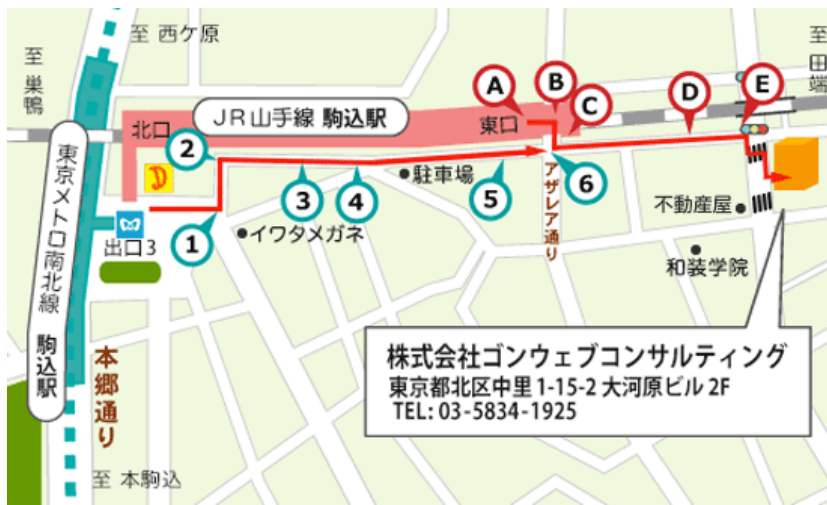 至 西ケ原
至 巣鴨
至 田端
北口
JR山手線 駒込駅
東口
A
B
C
D
E
東京メトロ南北線 駒込駅
2
3
4
駐車場
5
6
アザレア通り
1
イワタメガネ
出口3
不動産屋
和装学院
本郷通り
至 本駒込
株式会社ゴンウェブコンサルティング
東京都北区中里1-15-2 大河原ビル2F
TEL: 03-5834-1925